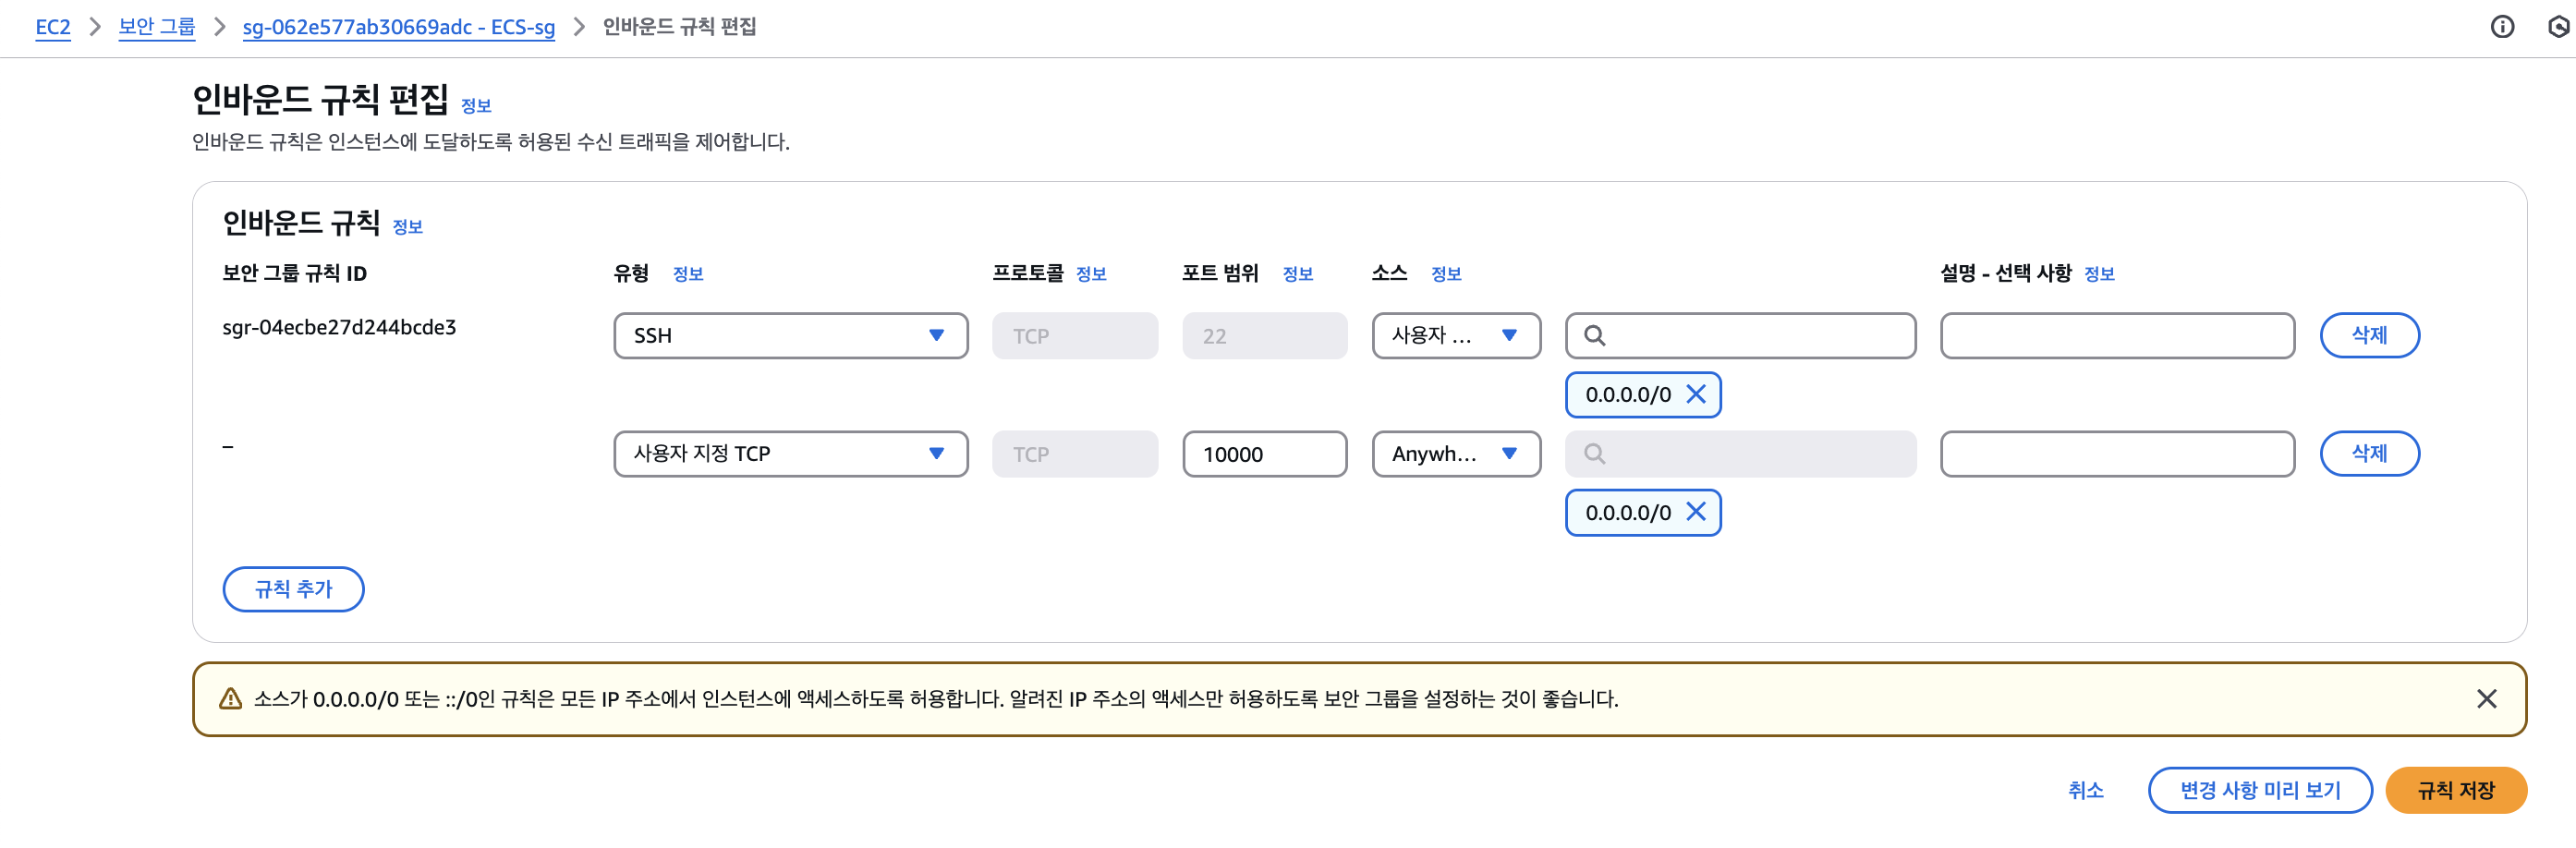 EC2 > 보안 그룹 > sg-062e577ab30669adc - ECS-sg > 인바운드 규칙 편집
인바운드 규칙 편집 정보
인바운드 규칙은 인스턴스에 도달하도록 허용된 수신 트래픽을 제어합니다.
인바운드 규칙 정보
보안 그룹 규칙 ID 유형 정보 프로토콜 정보 포트 범위 정보 소스 정보 설명 - 선택 사항 정보
sgr-04ecbe27d244bcde3 SSH TCP 22 사용자 ... 삭제
0.0.0.0/0
– 사용자 지정 TCP TCP 10000 Anywh... 삭제
0.0.0.0/0
규칙 추가
소스가 0.0.0.0/0 또는 ::/0인 규칙은 모든 IP 주소에서 인스턴스에 액세스하도록 허용합니다. 알려진 IP 주소의 액세스만 허용하도록 보안 그룹을 설정하는 것이 좋습니다.
취소 변경 사항 미리 보기 규칙 저장